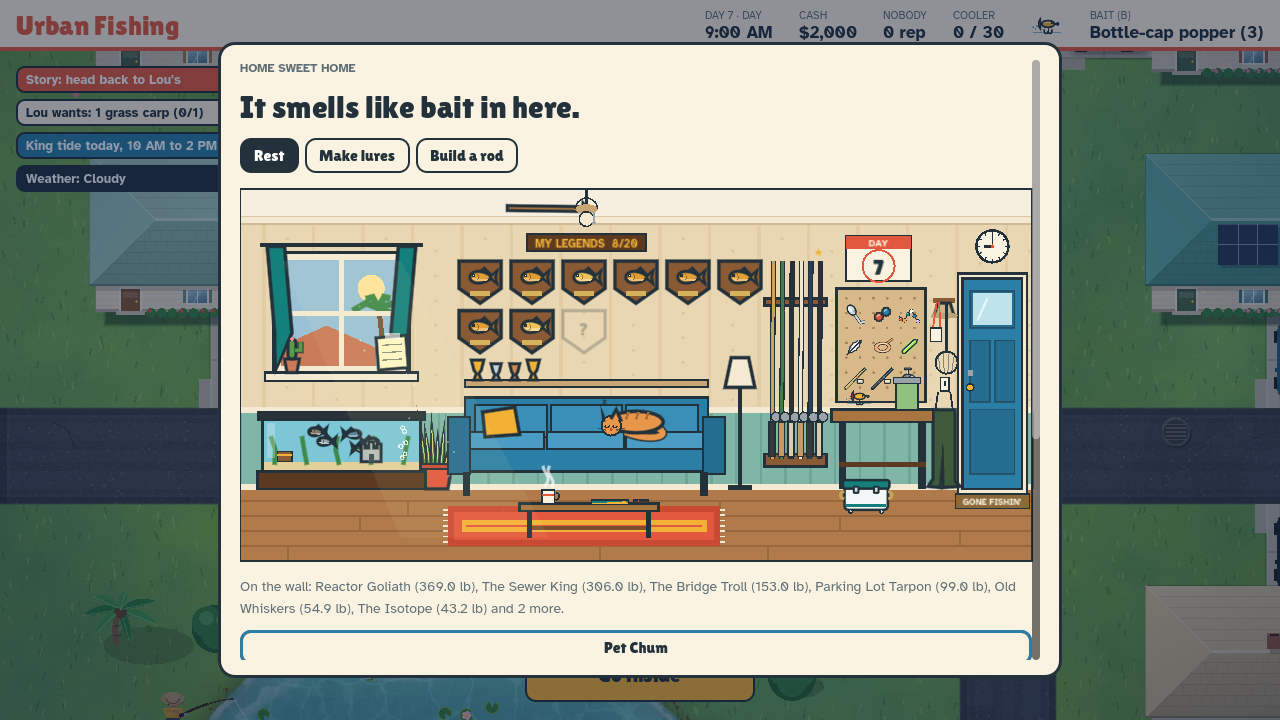 Urban Fishing
DAY 7 · DAY
9:00 AM
CASH
$2,000
NOBODY
0 rep
COOLER
0 / 30
BAIT (B)
Bottle-cap popper (3)
Story: head back to Lou's
Lou wants: 1 grass carp (0/1)
King tide today, 10 AM to 2 PM
Weather: Cloudy
HOME SWEET HOME
It smells like bait in here.
Rest
Make lures
Build a rod
MY LEGENDS 8/20
DAY
7
?
GONE FISHIN'
On the wall: Reactor Goliath (369.0 lb), The Sewer King (306.0 lb), The Bridge Troll (153.0 lb), Parking Lot Tarpon (99.0 lb), Old
Whiskers (54.9 lb), The Isotope (43.2 lb) and 2 more.
Pet Chum
Go inside